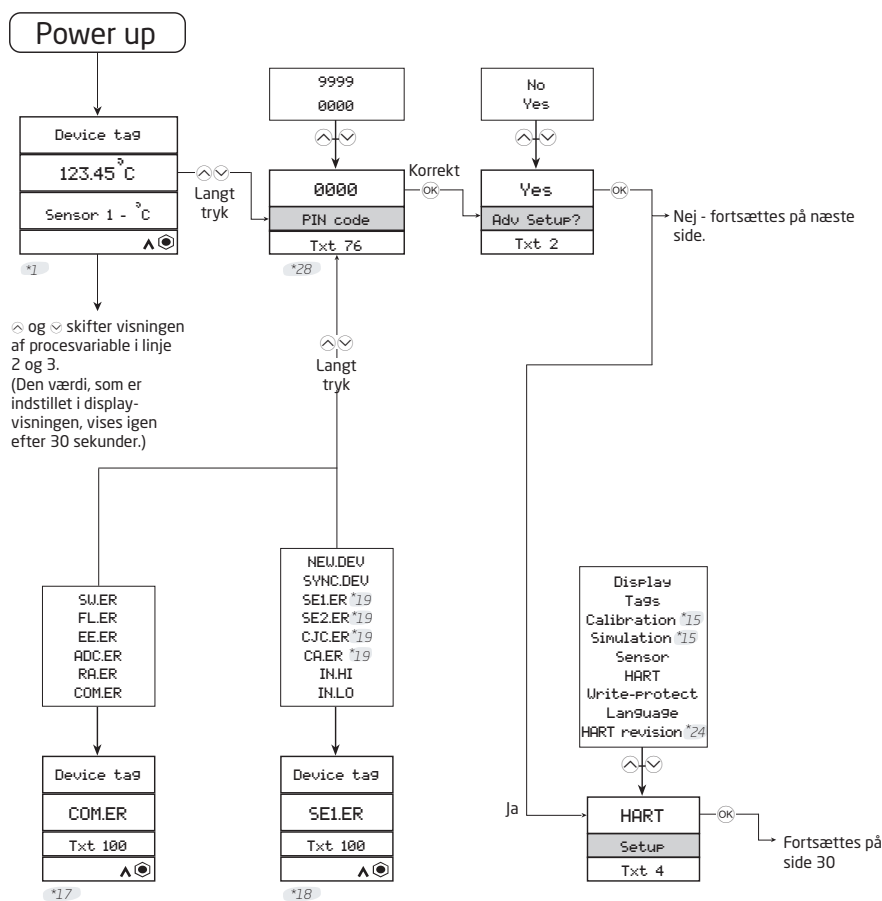 Power up
Device tag
123.45 °C
Sensor 1 - °C
*1
Langt
tryk
9999
0000
0000
PIN code
Txt 76
*28
Korrekt
OK
No
Yes
Yes
Adv Setup?
Txt 2
OK
Nej - fortsættes på næste
side.
og skifter visningen
af procesvariable i linje
2 og 3.
(Den værdi, som er
indstillet i display-
visningen, vises igen
efter 30 sekunder.)
Langt
tryk
SW.ER
FL.ER
EE.ER
ADC.ER
RA.ER
COM.ER
Device tag
COM.ER
Txt 100
*17
NEW.DEV
SYNC.DEV
SE1.ER *19
SE2.ER *19
CJC.ER *19
CA.ER *19
IN.HI
IN.LO
Device tag
SE1.ER
Txt 100
*18
Display
Tags
Calibration *15
Simulation *15
Sensor
HART
Write-protect
Language
HART revision *24
Ja
HART
Setup
Txt 4
OK
Fortsættes på
side 30